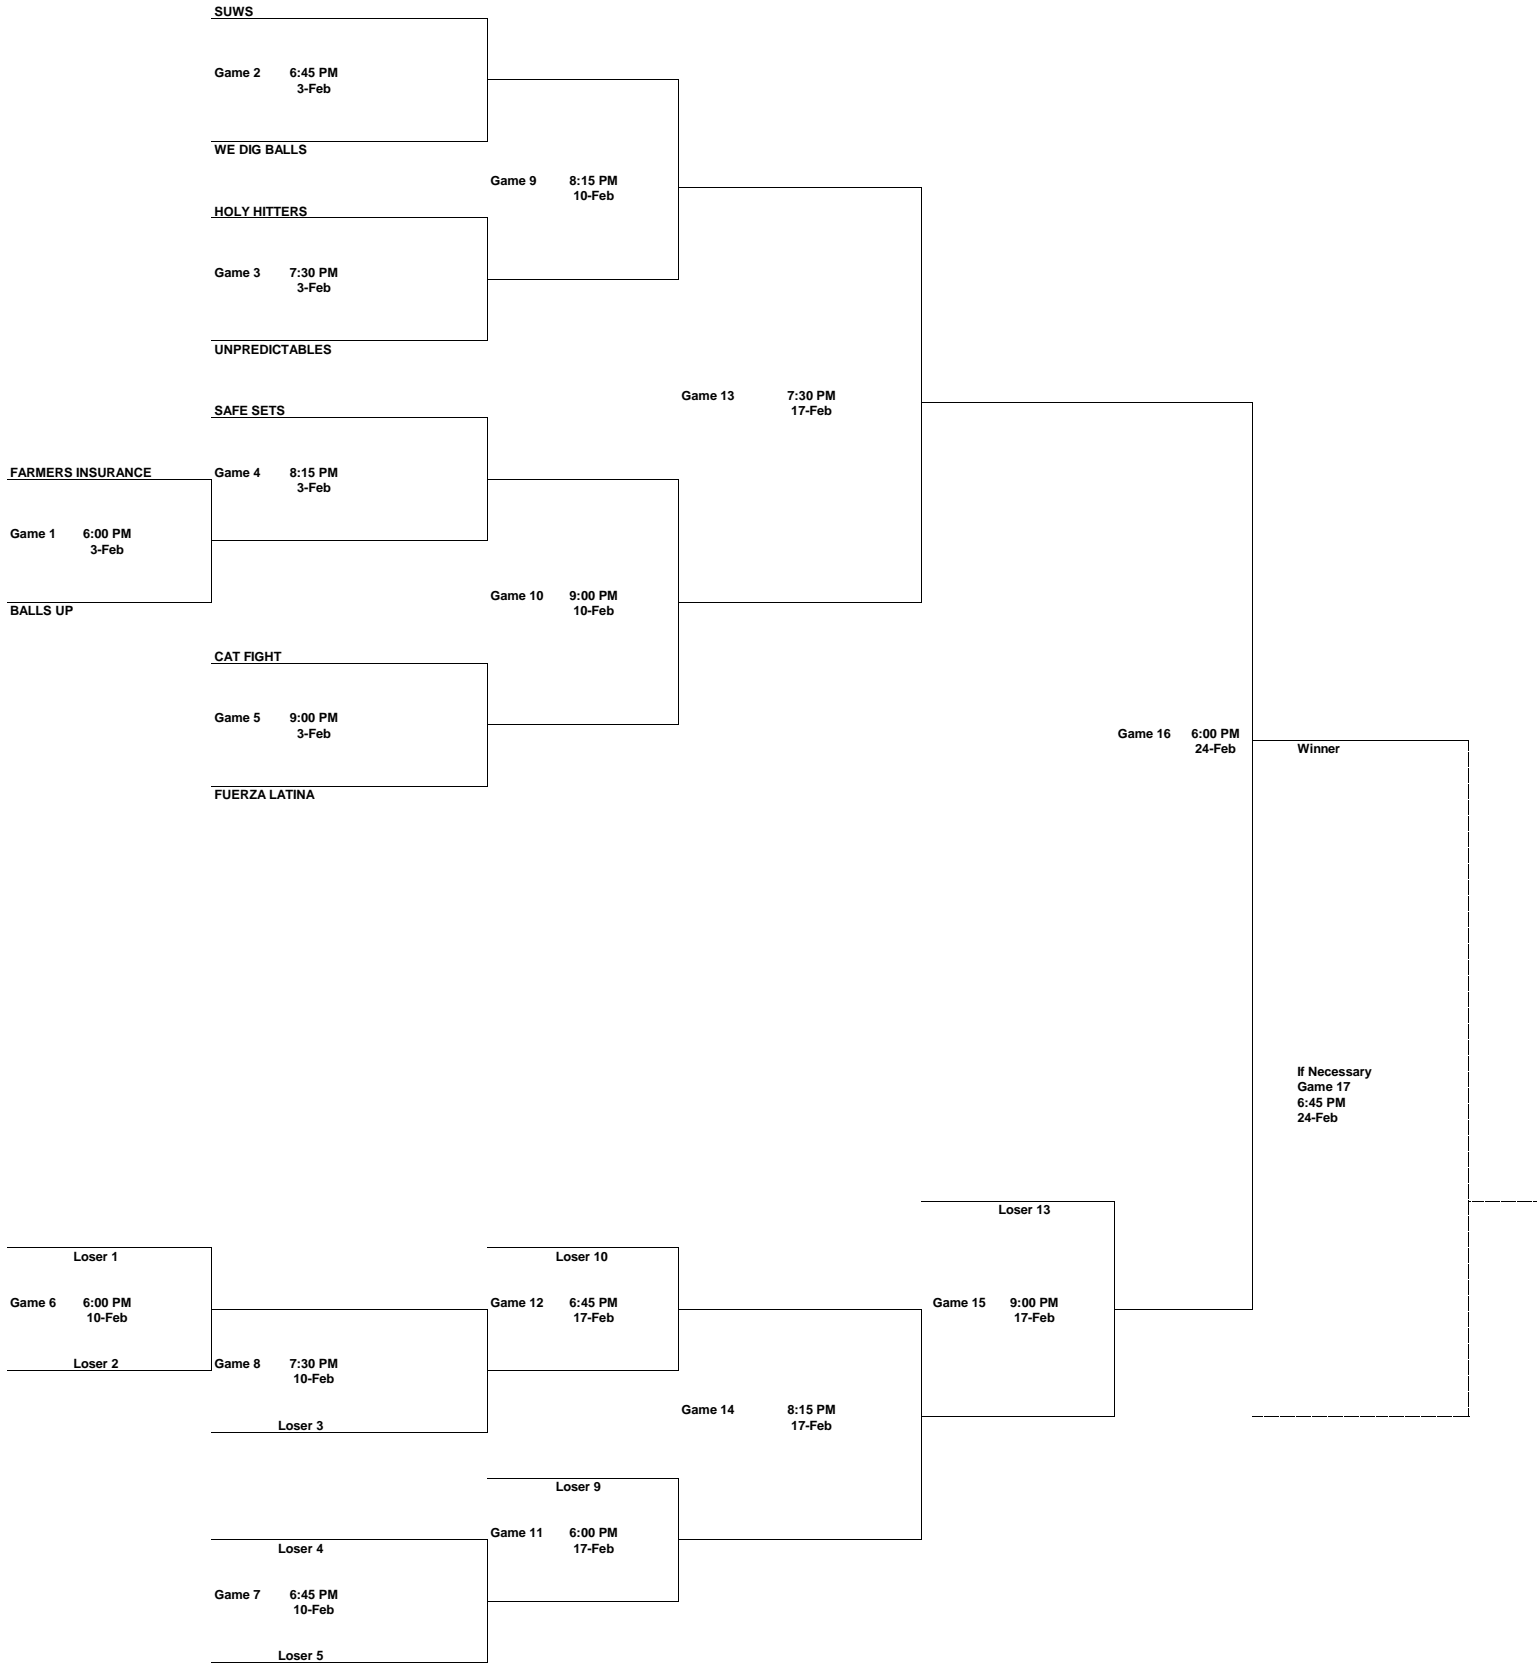 SUWS
Game 2 6:45 PM
3-Feb
WE DIG BALLS
Game 9 8:15 PM
10-Feb
HOLY HITTERS
Game 3 7:30 PM
3-Feb
UNPREDICTABLES
Game 13 7:30 PM
17-Feb
SAFE SETS
FARMERS INSURANCE
Game 4 8:15 PM
3-Feb
Game 1 6:00 PM
3-Feb
Game 10 9:00 PM
10-Feb
BALLS UP
CAT FIGHT
Game 5 9:00 PM
3-Feb
Game 16 6:00 PM
24-Feb
Winner
FUERZA LATINA
If Necessary
Game 17
6:45 PM
24-Feb
Loser 13
Loser 1
Loser 10
Game 6 6:00 PM
10-Feb
Game 12 6:45 PM
17-Feb
Game 15 9:00 PM
17-Feb
Loser 2
Game 8 7:30 PM
10-Feb
Game 14 8:15 PM
17-Feb
Loser 3
Loser 9
Game 11 6:00 PM
17-Feb
Loser 4
Game 7 6:45 PM
10-Feb
Loser 5